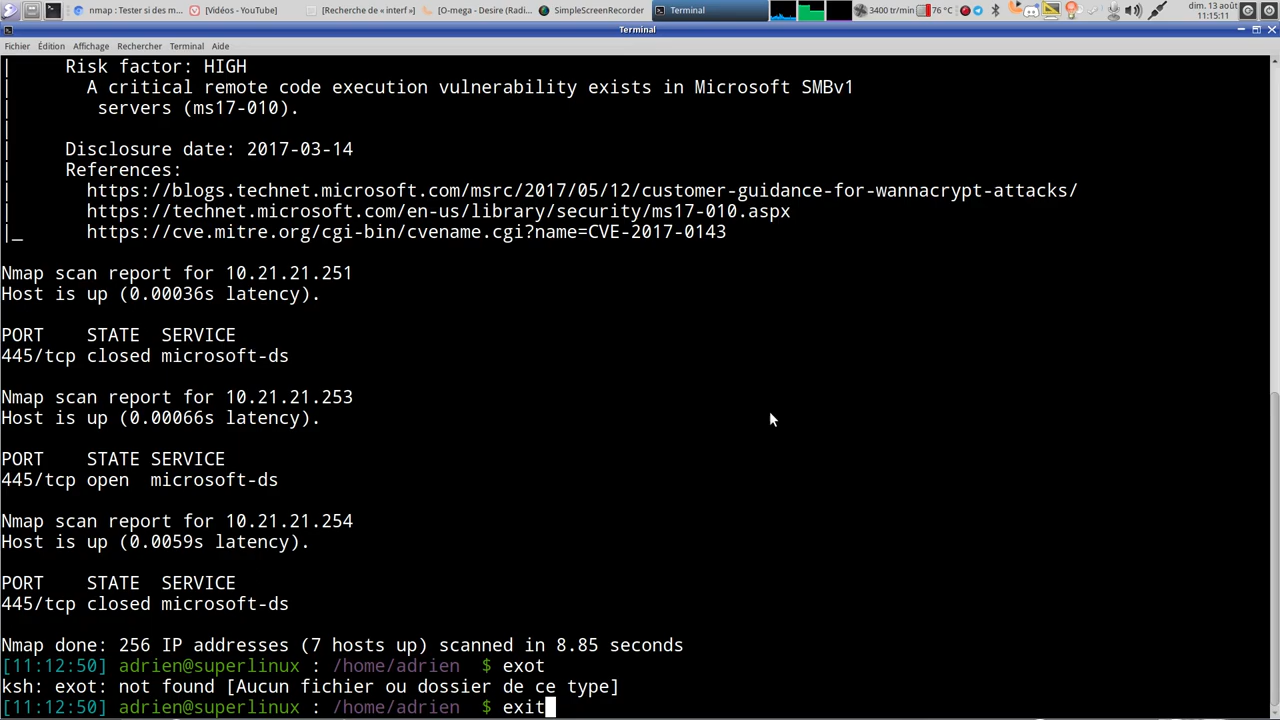 nmap : Tester si des m...
[Vidéos - YouTube]
[Recherche de « interf »]
[O-mega - Desire (Radi...
SimpleScreenRecorder
Terminal
3400 tr/min
76 °C
dim. 13 août
11:15:11
Terminal
Fichier Édition Affichage Rechercher Terminal Aide
|     Risk factor: HIGH
|       A critical remote code execution vulnerability exists in Microsoft SMBv1
|        servers (ms17-010).
|
|     Disclosure date: 2017-03-14
|     References:
|       https://blogs.technet.microsoft.com/msrc/2017/05/12/customer-guidance-for-wannacrypt-attacks/
|       https://technet.microsoft.com/en-us/library/security/ms17-010.aspx
|_      https://cve.mitre.org/cgi-bin/cvename.cgi?name=CVE-2017-0143
Nmap scan report for 10.21.21.251
Host is up (0.00036s latency).
PORT    STATE  SERVICE
445/tcp closed microsoft-ds
Nmap scan report for 10.21.21.253
Host is up (0.00066s latency).
PORT    STATE SERVICE
445/tcp open  microsoft-ds
Nmap scan report for 10.21.21.254
Host is up (0.0059s latency).
PORT    STATE  SERVICE
445/tcp closed microsoft-ds
Nmap done: 256 IP addresses (7 hosts up) scanned in 8.85 seconds
[11:12:50] adrien@superlinux : /home/adrien  $ exot
ksh: exot: not found [Aucun fichier ou dossier de ce type]
[11:12:50] adrien@superlinux : /home/adrien  $ exit